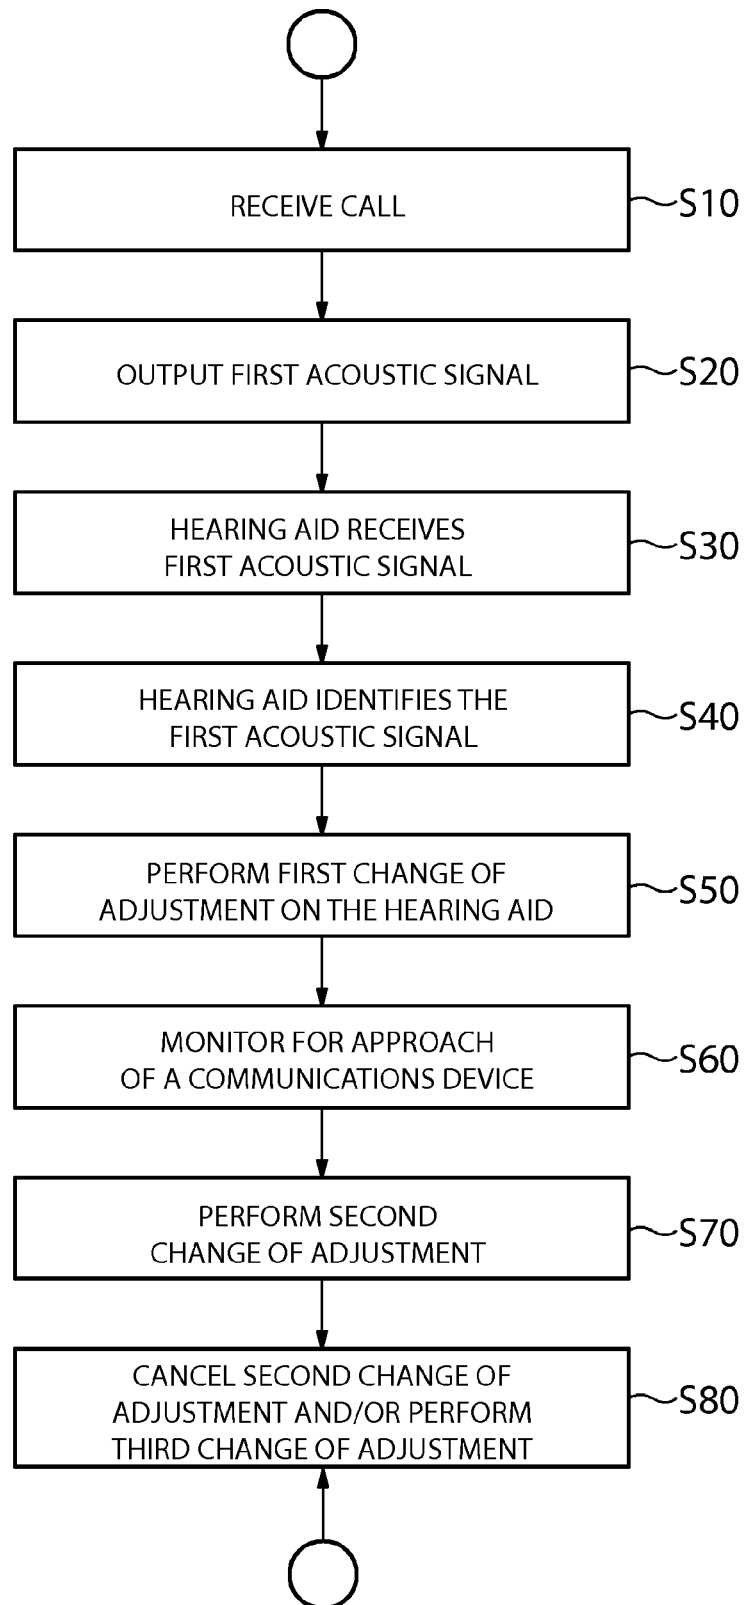 RECEIVE CALL
S10
OUTPUT FIRST ACOUSTIC SIGNAL
S20
HEARING AID RECEIVES
FIRST ACOUSTIC SIGNAL
S30
HEARING AID IDENTIFIES THE
FIRST ACOUSTIC SIGNAL
S40
PERFORM FIRST CHANGE OF
ADJUSTMENT ON THE HEARING AID
S50
MONITOR FOR APPROACH
OF A COMMUNICATIONS DEVICE
S60
PERFORM SECOND
CHANGE OF ADJUSTMENT
S70
CANCEL SECOND CHANGE OF
ADJUSTMENT AND/OR PERFORM
THIRD CHANGE OF ADJUSTMENT
S80